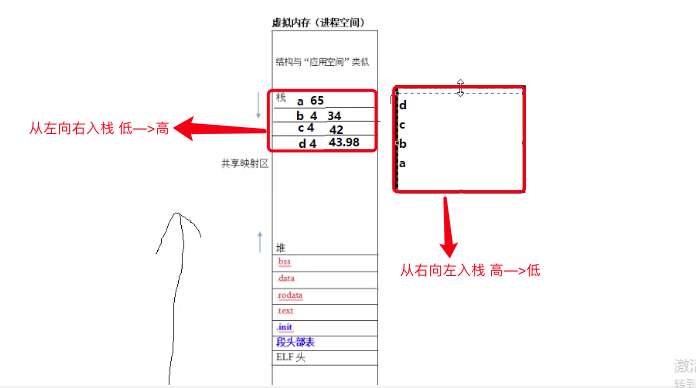 虚拟内存（进程空间）
结构与“应用空间”类似
栈
a 65
b 4 34
c 4 42
d 4 43.98
从左向右入栈 低—>高
d
c
b
a
共享映射区
从右向左入栈 高—>低
堆
.bss
.data
.rodata
.text
.init
段头部表
ELF 头
激活
转到